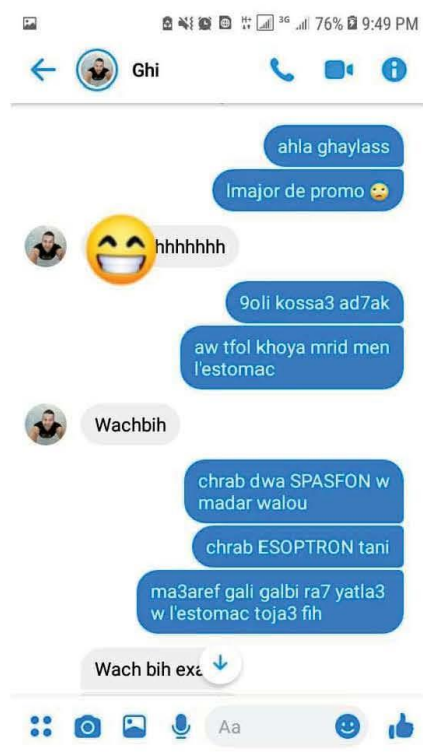 3G 76% 9:49 PM
Ghi
ahla ghaylass
lmajor de promo
hhhhhhh
9oli kossa3 ad7ak
aw tfol khoya mrid men
l'estomac
Wachbih
chrab dwa SPASFON w
madar walou
chrab ESOPTRON tani
ma3aref gali galbi ra7 yatla3
w l'estomac toja3 fih
Wach bih exa
Aa